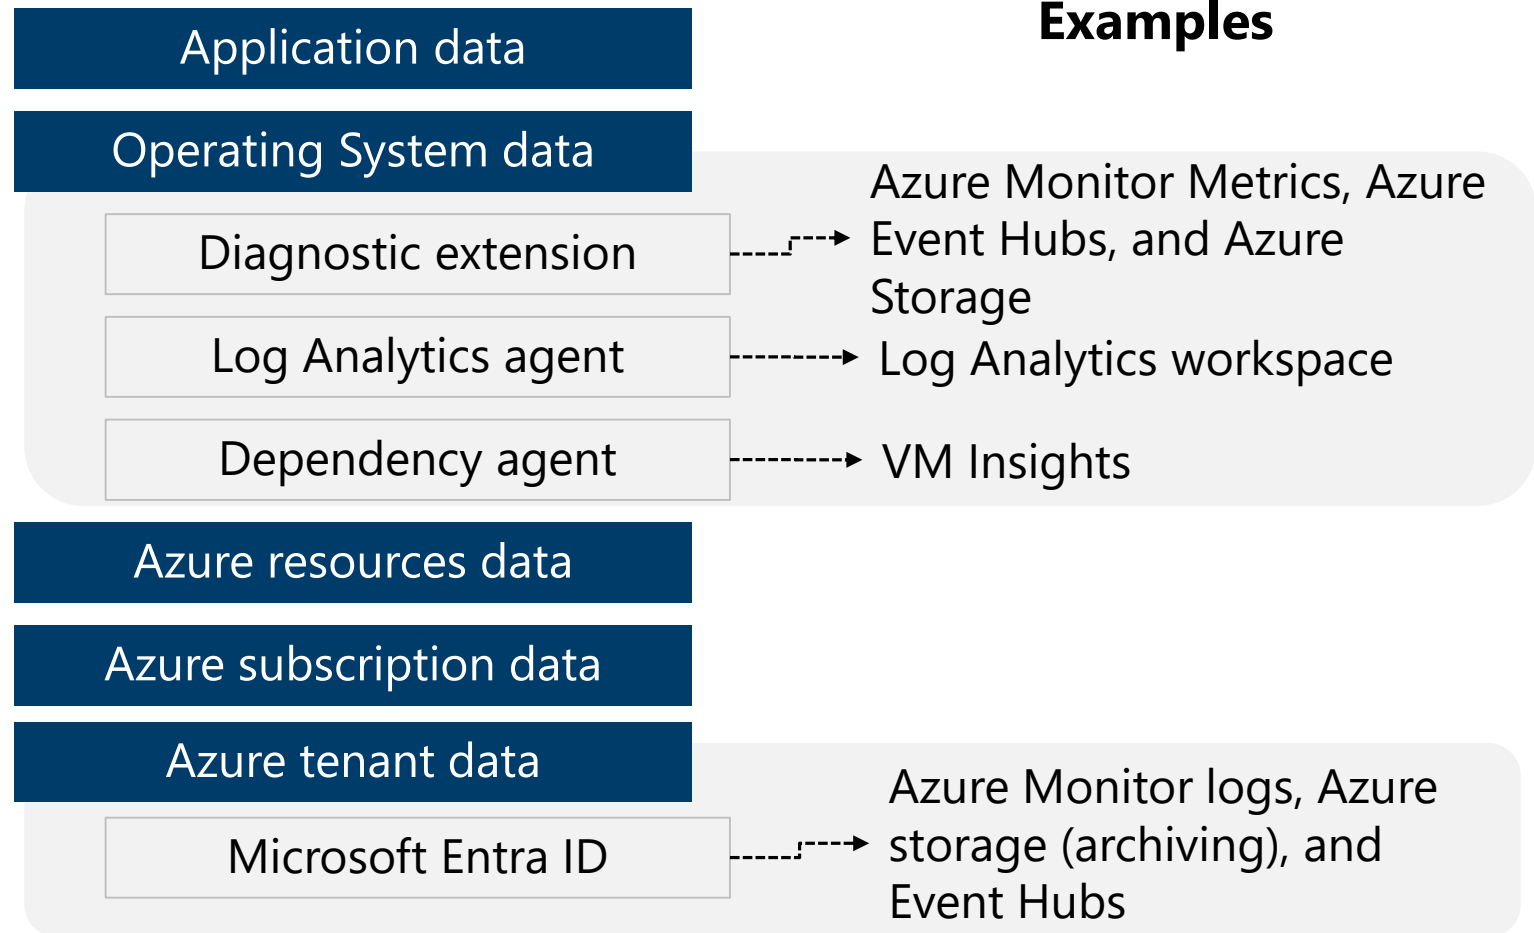 Examples
Application data
Operating System data
Diagnostic extension
Azure Monitor Metrics, Azure
Event Hubs, and Azure
Storage
Log Analytics agent
Log Analytics workspace
Dependency agent
VM Insights
Azure resources data
Azure subscription data
Azure tenant data
Microsoft Entra ID
Azure Monitor logs, Azure
storage (archiving), and
Event Hubs